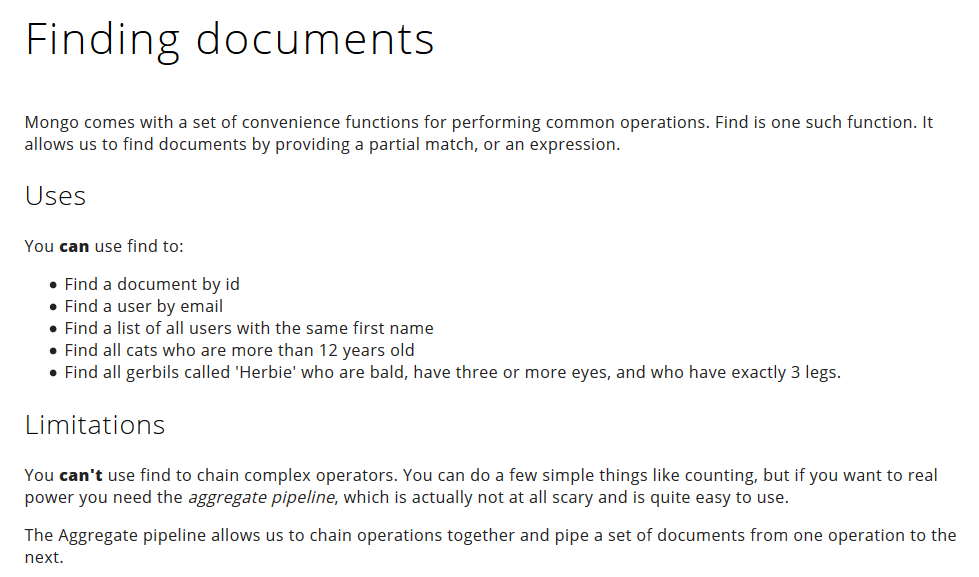 Finding documents
Mongo comes with a set of convenience functions for performing common operations. Find is one such function. It
allows us to find documents by providing a partial match, or an expression.
Uses
You can use find to:
• Find a document by id
• Find a user by email
• Find a list of all users with the same first name
• Find all cats who are more than 12 years old
• Find all gerbils called 'Herbie' who are bald, have three or more eyes, and who have exactly 3 legs.
Limitations
You can't use find to chain complex operators. You can do a few simple things like counting, but if you want to real
power you need the aggregate pipeline, which is actually not at all scary and is quite easy to use.
The Aggregate pipeline allows us to chain operations together and pipe a set of documents from one operation to the
next.